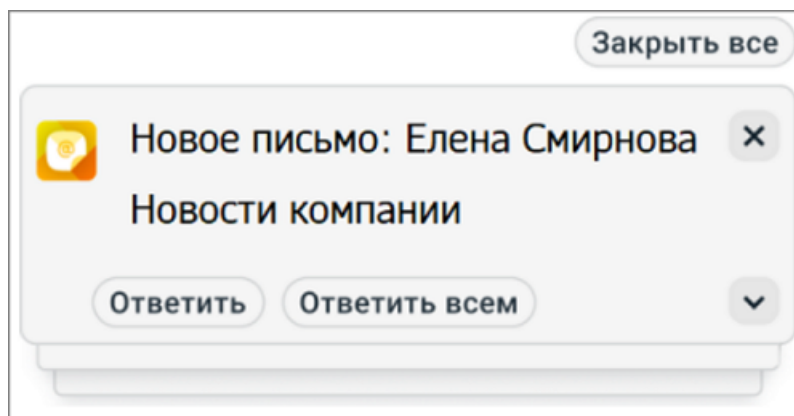 Закрыть все
Новое письмо: Елена Смирнова
Новости компании
Ответить
Ответить всем